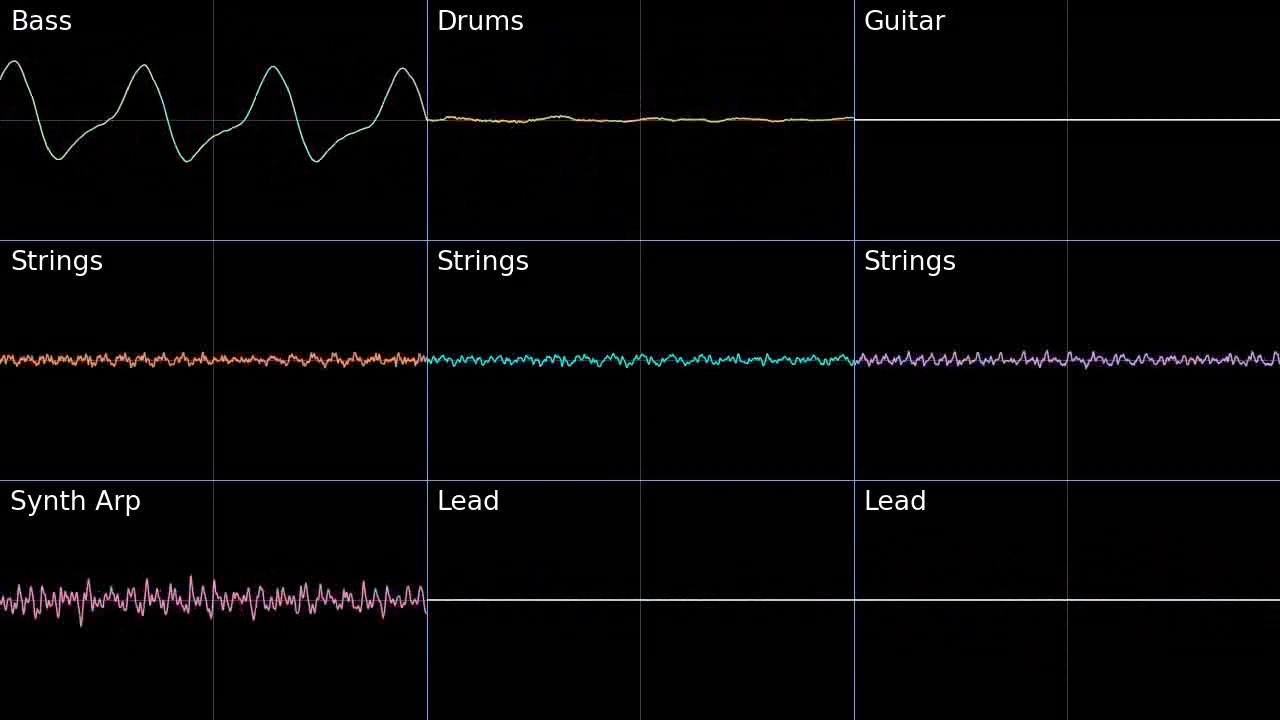 Bass
Drums
Guitar
Strings
Strings
Strings
Synth Arp
Lead
Lead